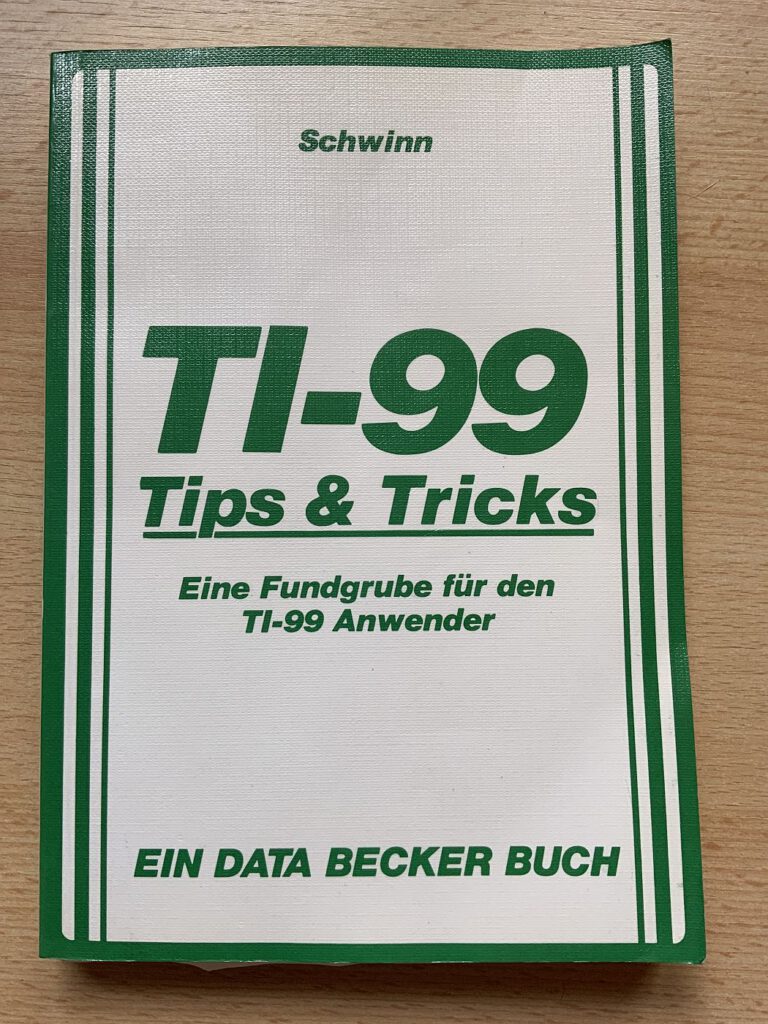 Schwinn
TI-99
Tips & Tricks
Eine Fundgrube für den
TI-99 Anwender
EIN DATA BECKER BUCH